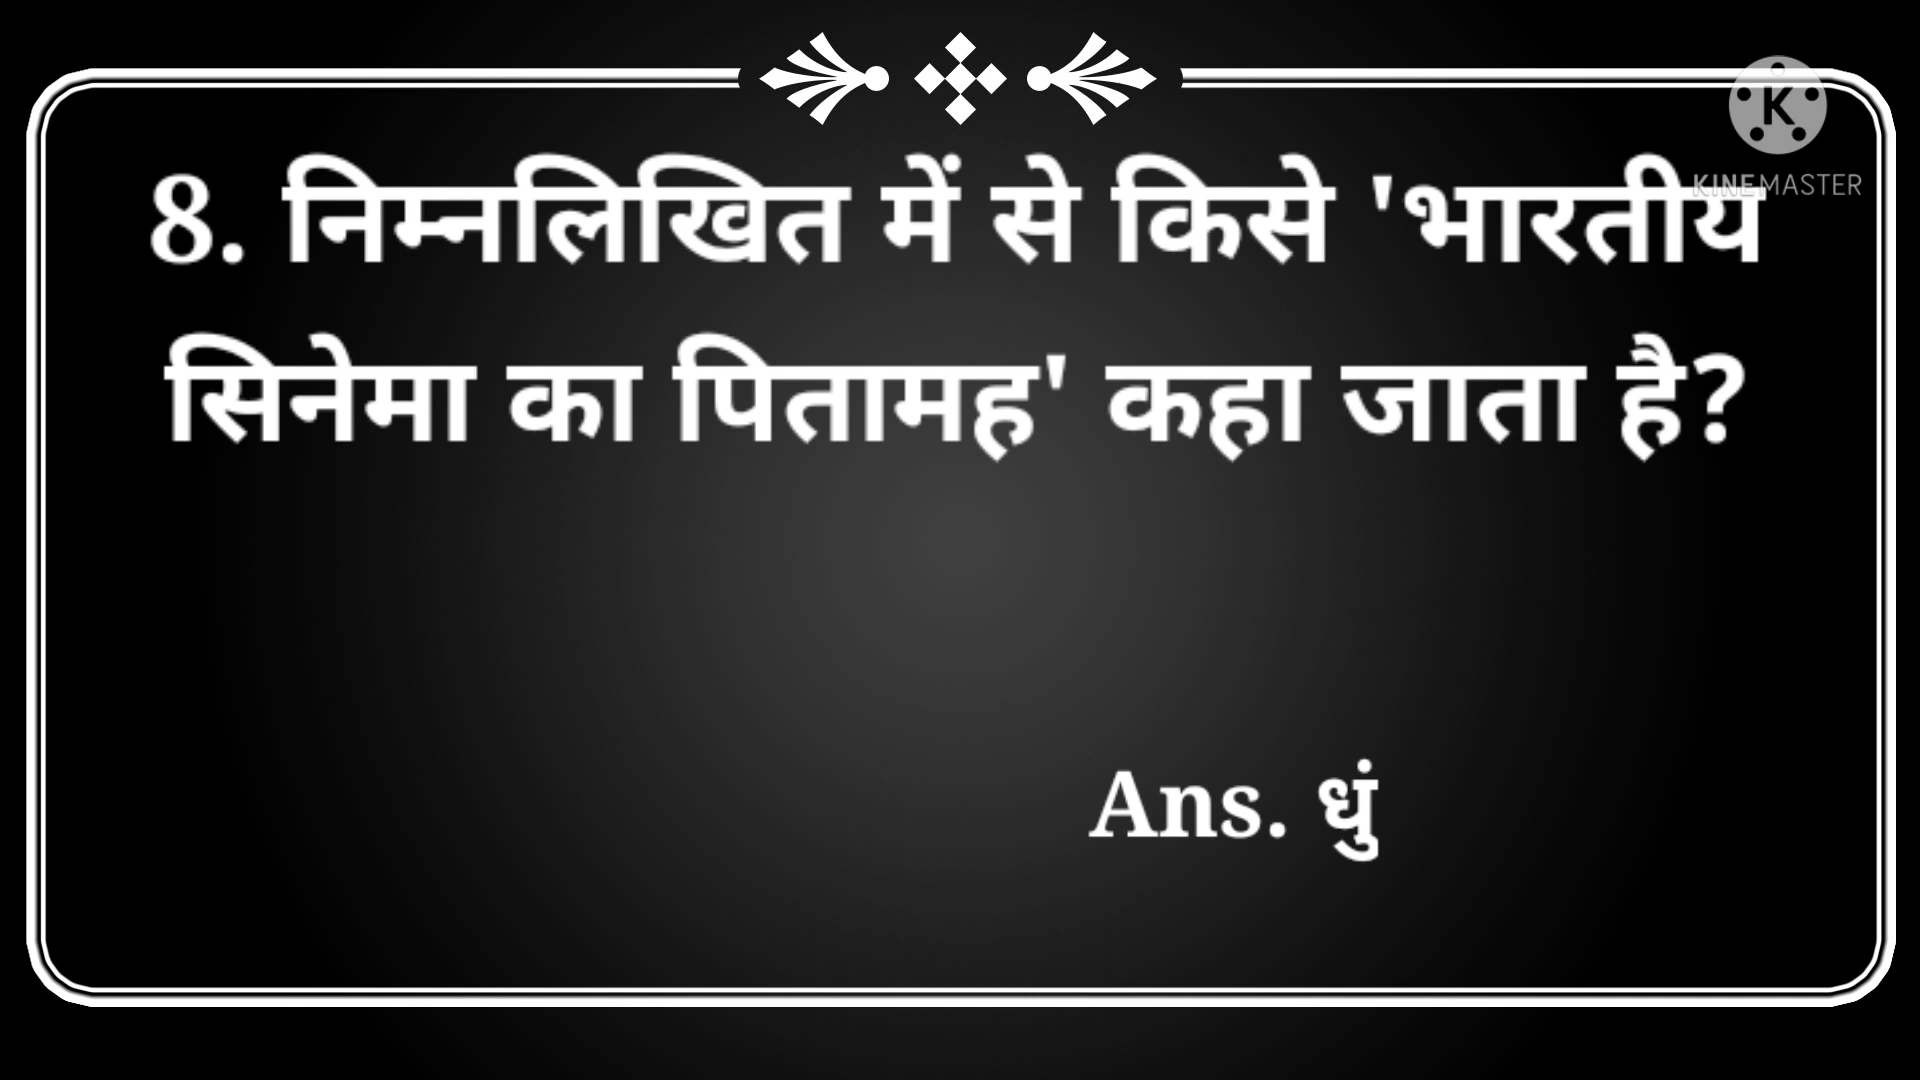 8. निम्नलिखित में से किसे 'भारतीय
सिनेमा का पितामह' कहा जाता है?
Ans. धुं
K
KINEMASTER